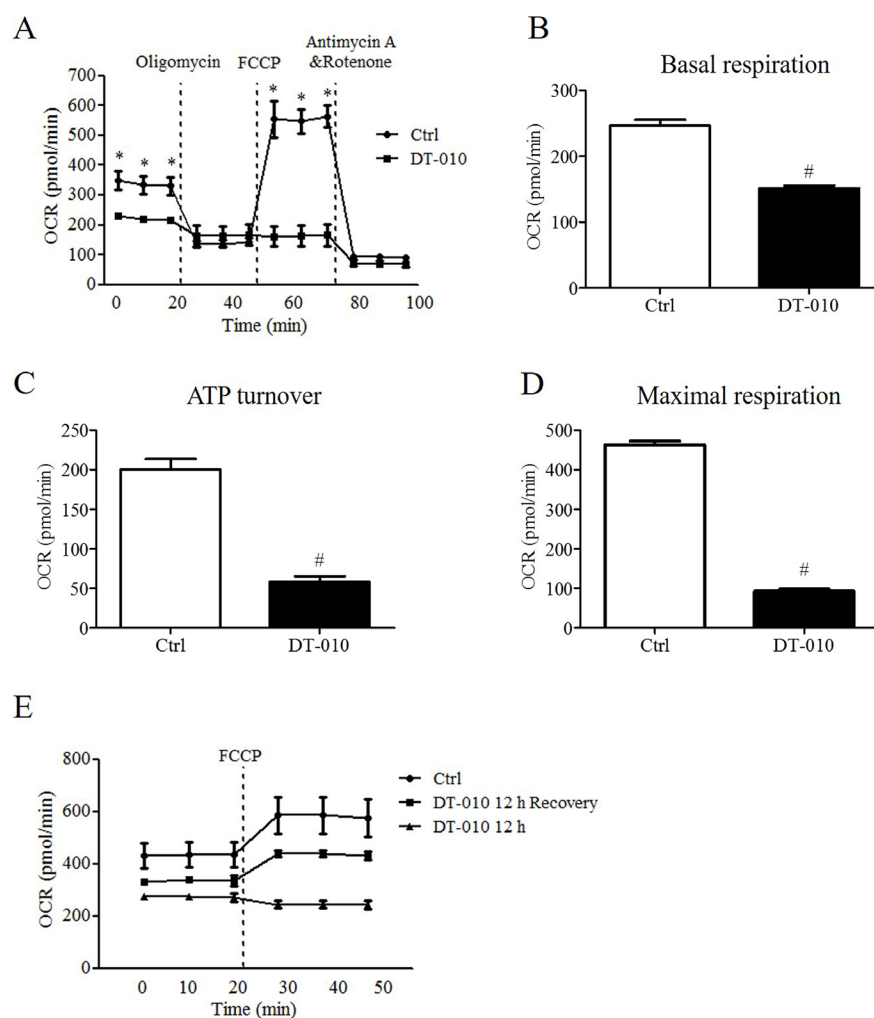 A
Oligomycin
FCCP
Antimycin A
&Rotenone
700
600
500
400
300
200
100
0
OCR (pmol/min)
* * * * * *
Ctrl
DT-010
0 20 40 60 80 100
Time (min)
B
Basal respiration
300
200
100
0
OCR (pmol/min)
#
Ctrl DT-010
C
ATP turnover
250
200
150
100
50
0
OCR (pmol/min)
#
Ctrl DT-010
D
Maximal respiration
500
400
300
200
100
0
OCR (pmol/min)
#
Ctrl DT-010
E
FCCP
800
600
400
200
0
OCR (pmol/min)
Ctrl
DT-010 12 h Recovery
DT-010 12 h
0 10 20 30 40 50
Time (min)